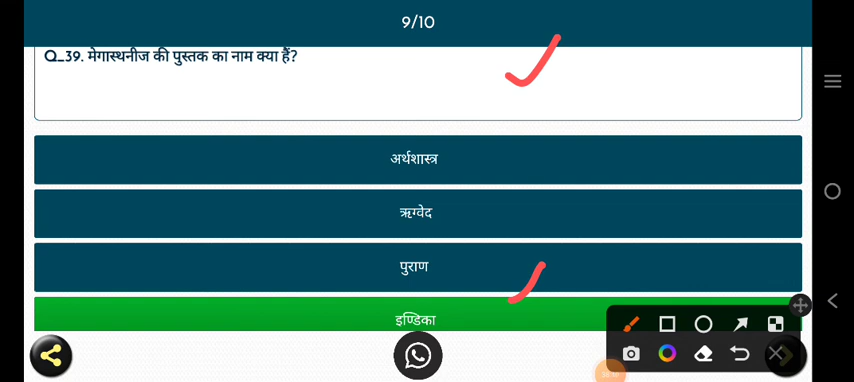 9/10
Q_39. मेगास्थनीज की पुस्तक का नाम क्या हैं?
अर्थशास्त्र
ऋग्वेद
पुराण
इण्डिका